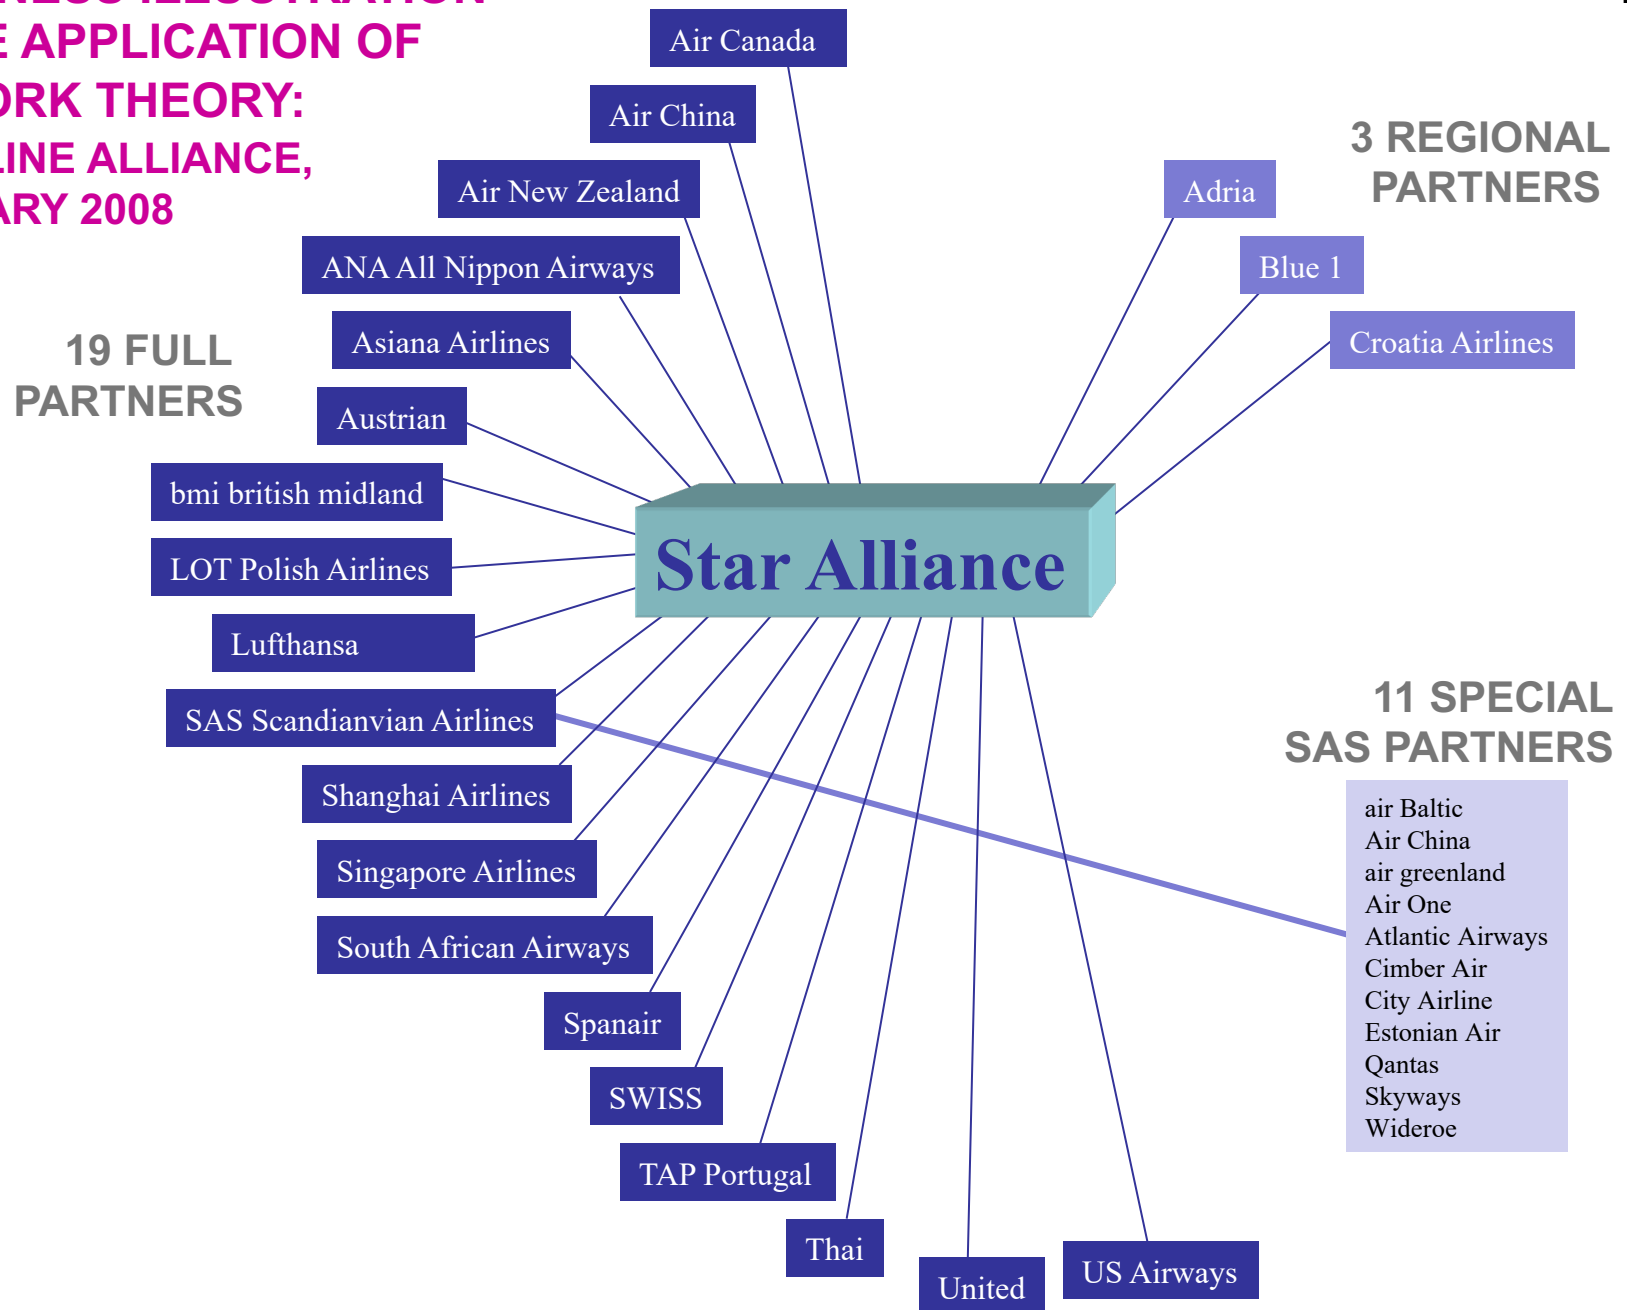 NESS ILLUSTRATION
E APPLICATION OF
ORK THEORY:
LINE ALLIANCE,
ARY 2008
Air Canada
Air China
Air New Zealand
ANA All Nippon Airways
19 FULL
PARTNERS
Asiana Airlines
Austrian
bmi british midland
LOT Polish Airlines
Lufthansa
SAS Scandianvian Airlines
Shanghai Airlines
Singapore Airlines
South African Airways
Spanair
SWISS
TAP Portugal
Thai
United
US Airways
Star Alliance
3 REGIONAL
PARTNERS
Adria
Blue 1
Croatia Airlines
11 SPECIAL
SAS PARTNERS
air Baltic
Air China
air greenland
Air One
Atlantic Airways
Cimber Air
City Airline
Estonian Air
Qantas
Skyways
Wideroe